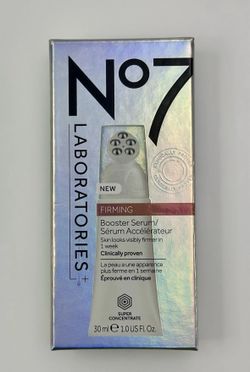 No7
LABORATORIES+
NEW
FIRMING
Booster Serum/
Sérum Accélérateur
Skin looks visibly firmer in
1 week
Clinically proven
La peau a une apparence
plus ferme en 1 semaine
Éprouvé en clinique
SUPER
CONCENTRATE
30 ml ℮ 1.0 US Fl. Oz.